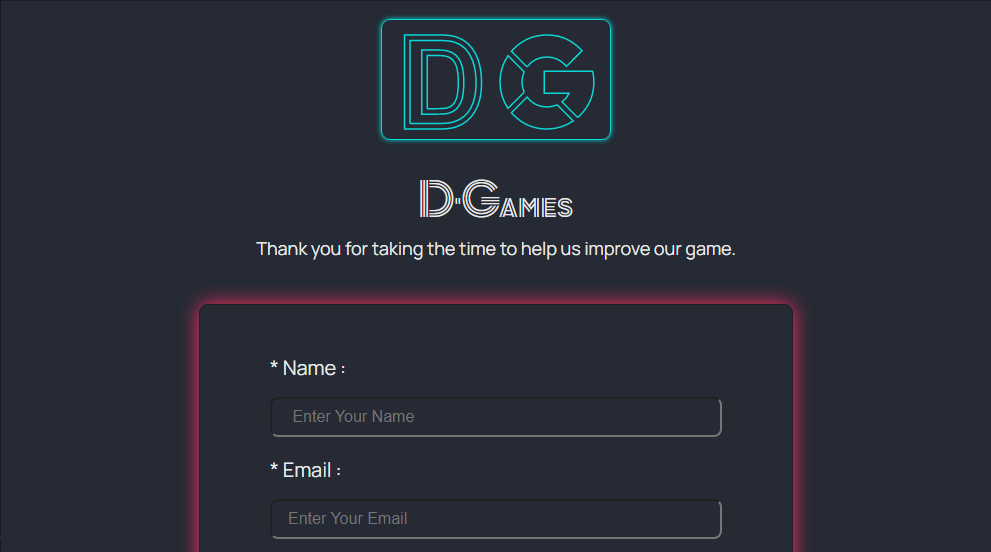 D G
D·Games
Thank you for taking the time to help us improve our game.
* Name :
Enter Your Name
* Email :
Enter Your Email